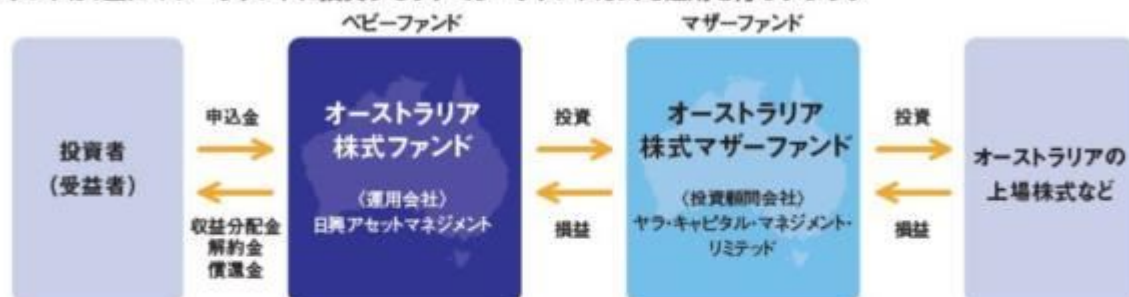 ベビーファンド
マザーファンド
投資者
(受益者)
申込金
収益分配金
解約金
償還金
オーストラリア
株式ファンド
〈運用会社〉
日興アセットマネジメント
投資
損益
オーストラリア
株式マザーファンド
〈投資顧問会社〉
ヤラ・キャピタル・マネジメント・
リミテッド
投資
損益
オーストラリアの
上場株式など